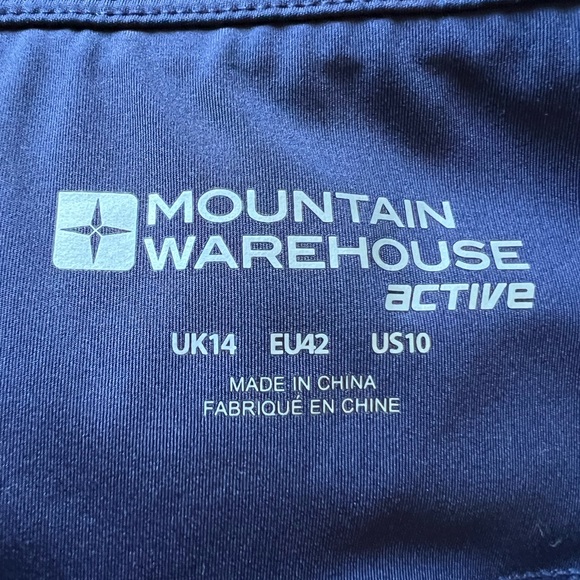 MOUNTAIN
WAREHOUSE
active
UK14 EU42 US10
MADE IN CHINA
FABRIQUÉ EN CHINE